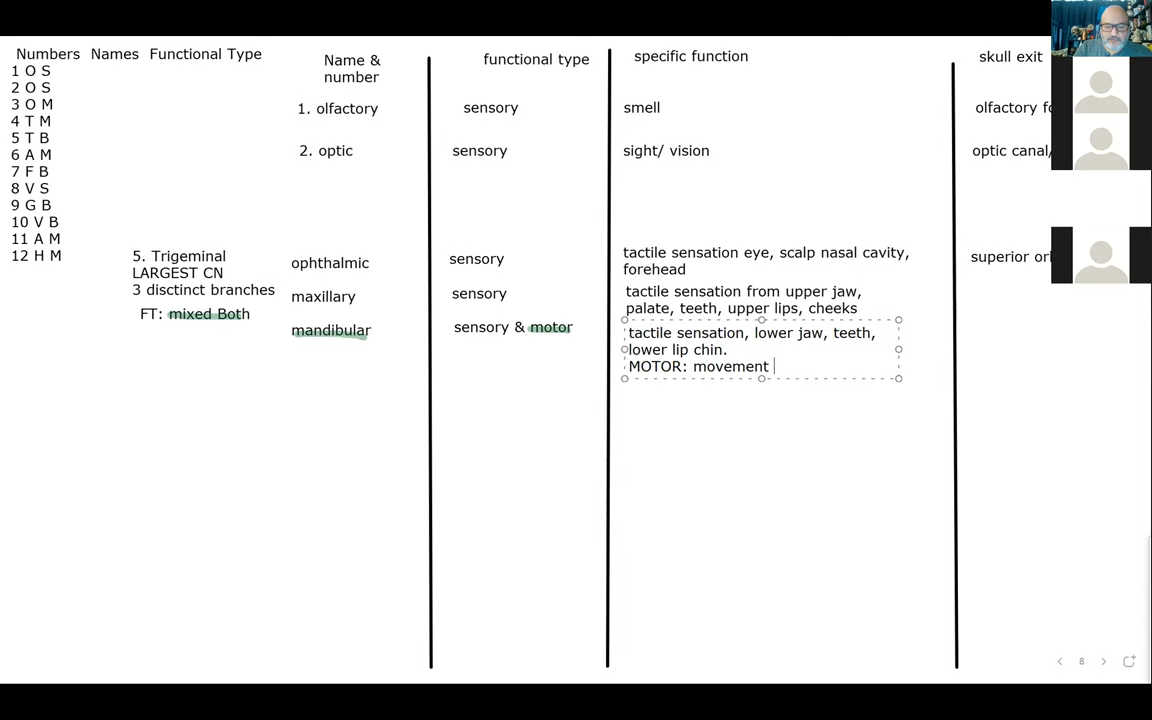 Numbers Names Functional Type
1 O S
2 O S
3 O M
4 T M
5 T B
6 A M
7 F B
8 V S
9 G B
10 V B
11 A M
12 H M
Name &
number
functional type
specific function
skull exit
1. olfactory
sensory
smell
olfactory
2. optic
sensory
sight/ vision
optic canal/
5. Trigeminal
LARGEST CN
3 disctinct branches
FT: mixed Both
ophthalmic
sensory
tactile sensation eye, scalp nasal cavity,
forehead
superior
maxillary
sensory
tactile sensation from upper jaw,
palate, teeth, upper lips, cheeks
mandibular
sensory & motor
tactile sensation, lower jaw, teeth,
lower lip chin.
MOTOR: movement
8